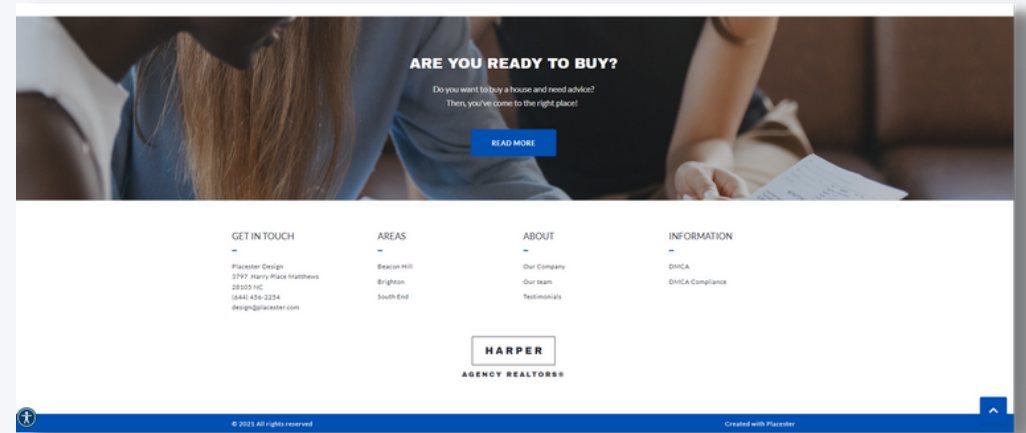 ARE YOU READY TO BUY?
Do you want to buy a house and need advice?
Then, you've come to the right place!
READ MORE
GET IN TOUCH
Placester Design
3797 Harry Place Matthews
28105 NC
(644) 456-2254
design@placester.com
AREAS
Beacon Hill
Brighton
South End
ABOUT
Our Company
Our team
Testimonials
INFORMATION
DMCA
DMCA Compliance
HARPER
AGENCY REALTORS®
© 2021 All rights reserved
Created with Placester